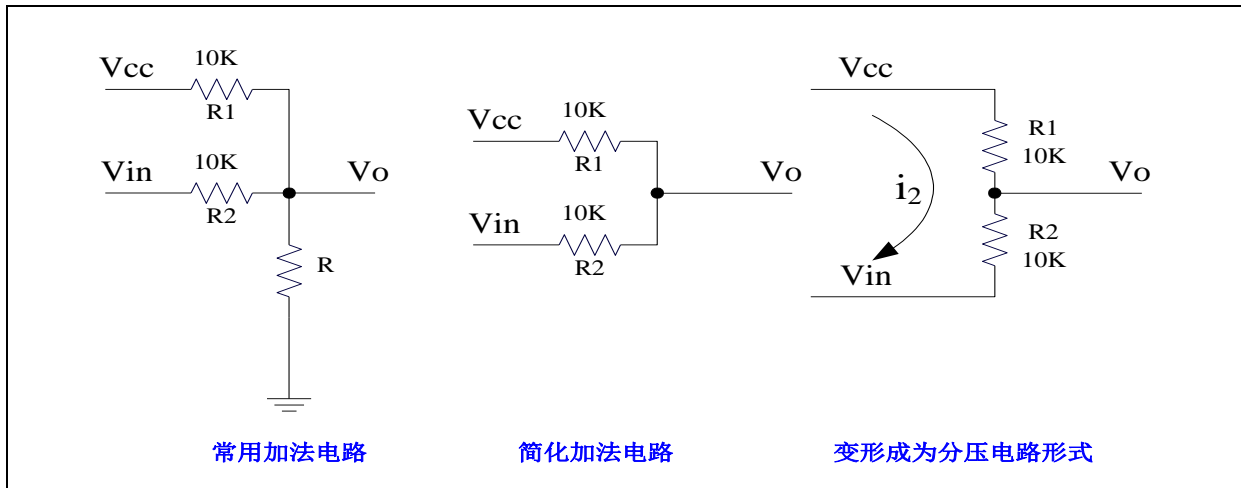 10K
Vcc
R1
10K
Vin
Vo
R2
R
常用加法电路
10K
Vcc
R1
Vo
10K
Vin
R2
简化加法电路
Vcc
R1
10K
Vo
i₂
R2
10K
Vin
变形成为分压电路形式